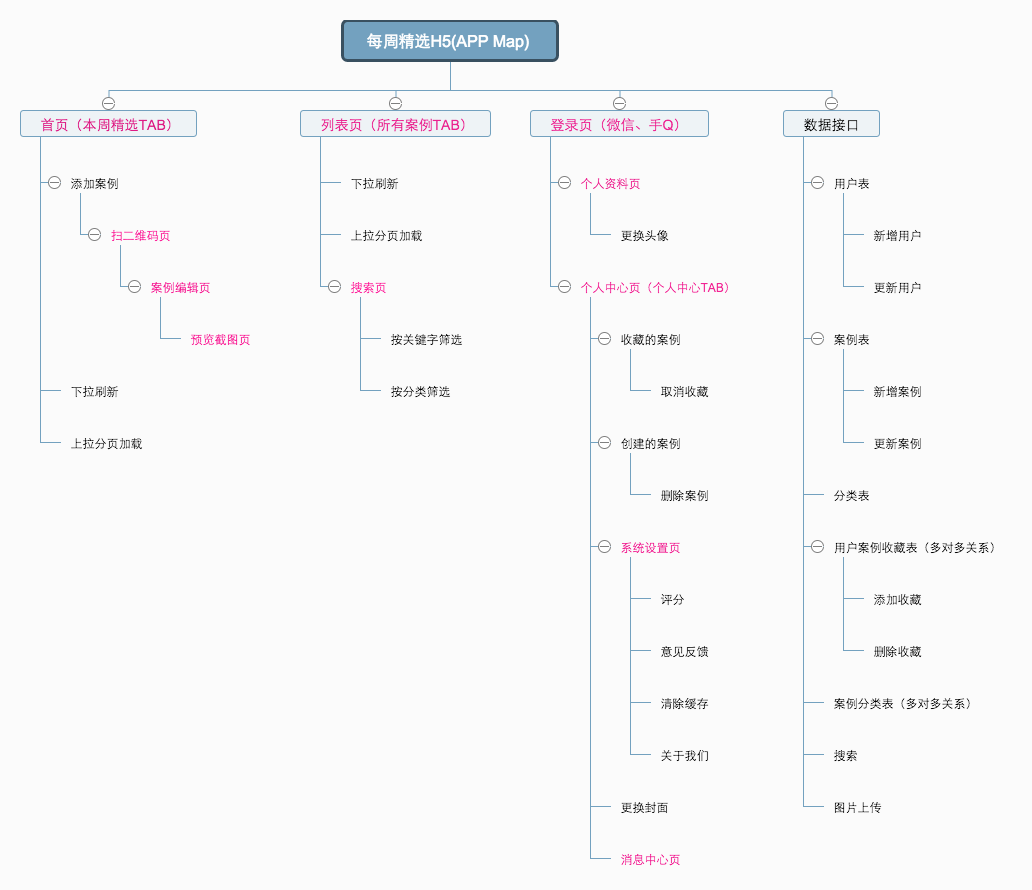 每周精选H5(APP Map)
首页（本周精选TAB）
添加案例
扫二维码页
案例编辑页
预览截图页
下拉刷新
上拉分页加载
列表页（所有案例TAB）
下拉刷新
上拉分页加载
搜索页
按关键字筛选
按分类筛选
登录页（微信、手Q）
个人资料页
更换头像
个人中心页（个人中心TAB）
收藏的案例
取消收藏
创建的案例
删除案例
系统设置页
评分
意见反馈
清除缓存
关于我们
更换封面
消息中心页
数据接口
用户表
新增用户
更新用户
案例表
新增案例
更新案例
分类表
用户案例收藏表（多对多关系）
添加收藏
删除收藏
案例分类表（多对多关系）
搜索
图片上传